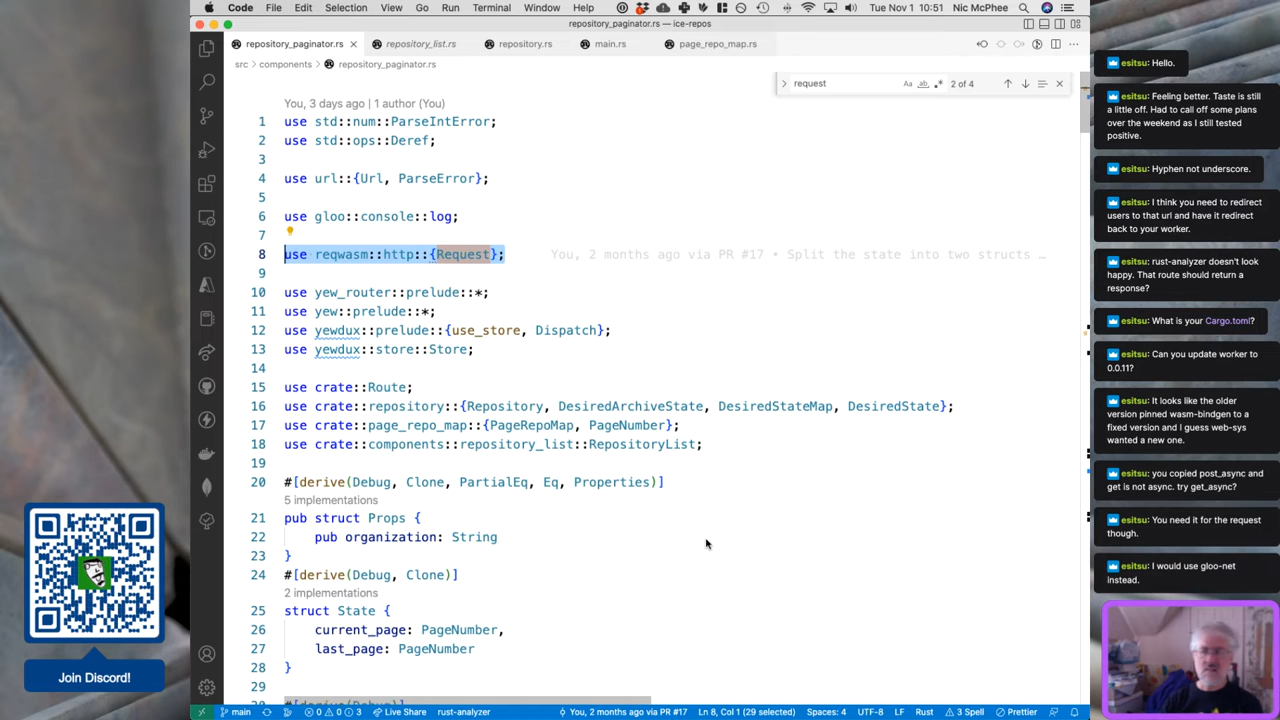 Code File Edit Selection View Go Run Terminal Window Help Tue Nov 1 10:51 Nic McPhee
repository_paginator.rs — ice-repos
repository_paginator.rs
repository_list.rs
repository.rs
main.rs
page_repo_map.rs
src components repository_paginator.rs
request
Aa
ab
2 of 4
You, 3 days ago | 1 author (You)
1 use std::num::ParseIntError;
2 use std::ops::Deref;
3
4 use url::{Url, ParseError};
5
6 use gloo::console::log;
7
8 use reqwasm::http::{Request}; You, 2 months ago via PR #17 • Split the state into two structs …
9
10 use yew_router::prelude::*;
11 use yew::prelude::*;
12 use yewdux::prelude::{use_store, Dispatch};
13 use yewdux::store::Store;
14
15 use crate::Route;
16 use crate::repository::{Repository, DesiredArchiveState, DesiredStateMap, DesiredState};
17 use crate::page_repo_map::{PageRepoMap, PageNumber};
18 use crate::components::repository_list::RepositoryList;
19
20 #[derive(Debug, Clone, PartialEq, Eq, Properties)]
5 implementations
21 pub struct Props {
22 pub organization: String
23 }
24 #[derive(Debug, Clone)]
2 implementations
25 struct State {
26 current_page: PageNumber,
27 last_page: PageNumber
28 }
29
main
0 0 3
Live Share
rust-analyzer
You, 2 months ago via PR #17
Ln 8, Col 1 (29 selected)
Spaces: 4
UTF-8
LF
Rust
3 Spell
Prettier
esitsu: Hello.
esitsu: Feeling better. Taste is still
a little off. Had to call off some plans
over the weekend as I still tested
positive.
esitsu: Hyphen not underscore.
esitsu: I think you need to redirect
users to that url and have it redirect
back to your worker.
esitsu: rust-analyzer doesn't look
happy. That route should return a
response?
esitsu: What is your Cargo.toml?
esitsu: Can you update worker to
0.0.11?
esitsu: It looks like the older
version pinned wasm-bindgen to a
fixed version and I guess web-sys
wanted a new one.
esitsu: you copied post_async and
get is not async. try get_async?
esitsu: You need it for the request
though.
esitsu: I would use gloo-net
instead.
Join Discord!